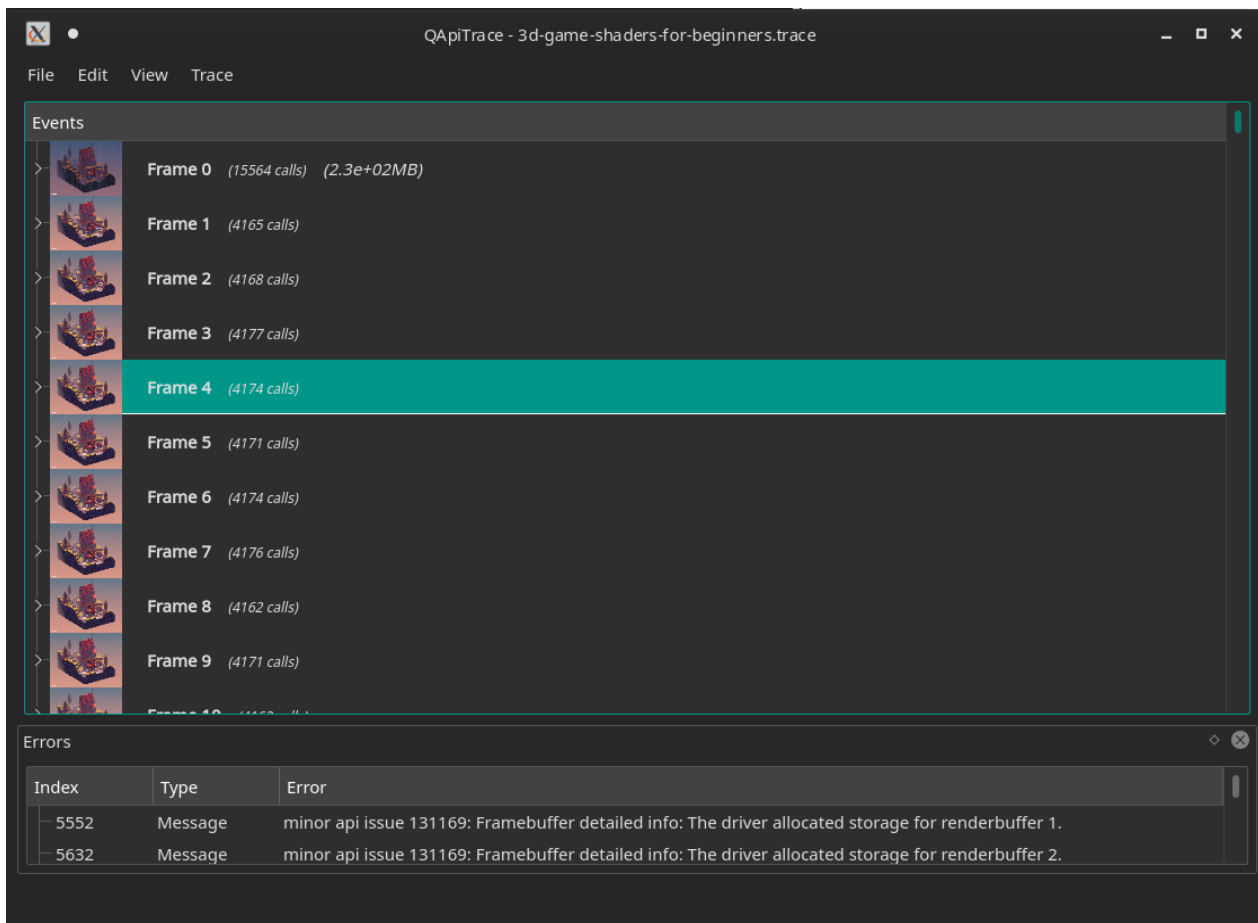 QApiTrace - 3d-game-shaders-for-beginners.trace
File Edit View Trace
Events
Frame 0 (15564 calls) (2.3e+02MB)
Frame 1 (4165 calls)
Frame 2 (4168 calls)
Frame 3 (4177 calls)
Frame 4 (4174 calls)
Frame 5 (4171 calls)
Frame 6 (4174 calls)
Frame 7 (4176 calls)
Frame 8 (4162 calls)
Frame 9 (4171 calls)
Frame 10
Errors
Index Type Error
5552 Message minor api issue 131169: Framebuffer detailed info: The driver allocated storage for renderbuffer 1.
5632 Message minor api issue 131169: Framebuffer detailed info: The driver allocated storage for renderbuffer 2.